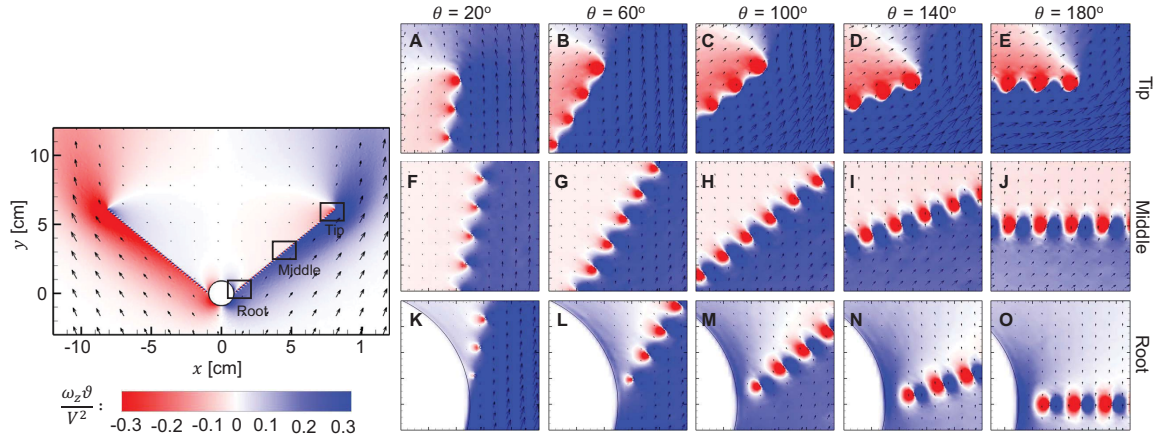 θ = 20° θ = 60° θ = 100° θ = 140° θ = 180°
A B C D E
Tip
F G H I J
Middle
K L M N O
Root
10
5
0
y [cm]
Tip
Middle
Root
-10 -5 0 5 10
x [cm]
ω_z ϑ / V² :
-0.3 -0.2 -0.1 0 0.1 0.2 0.3